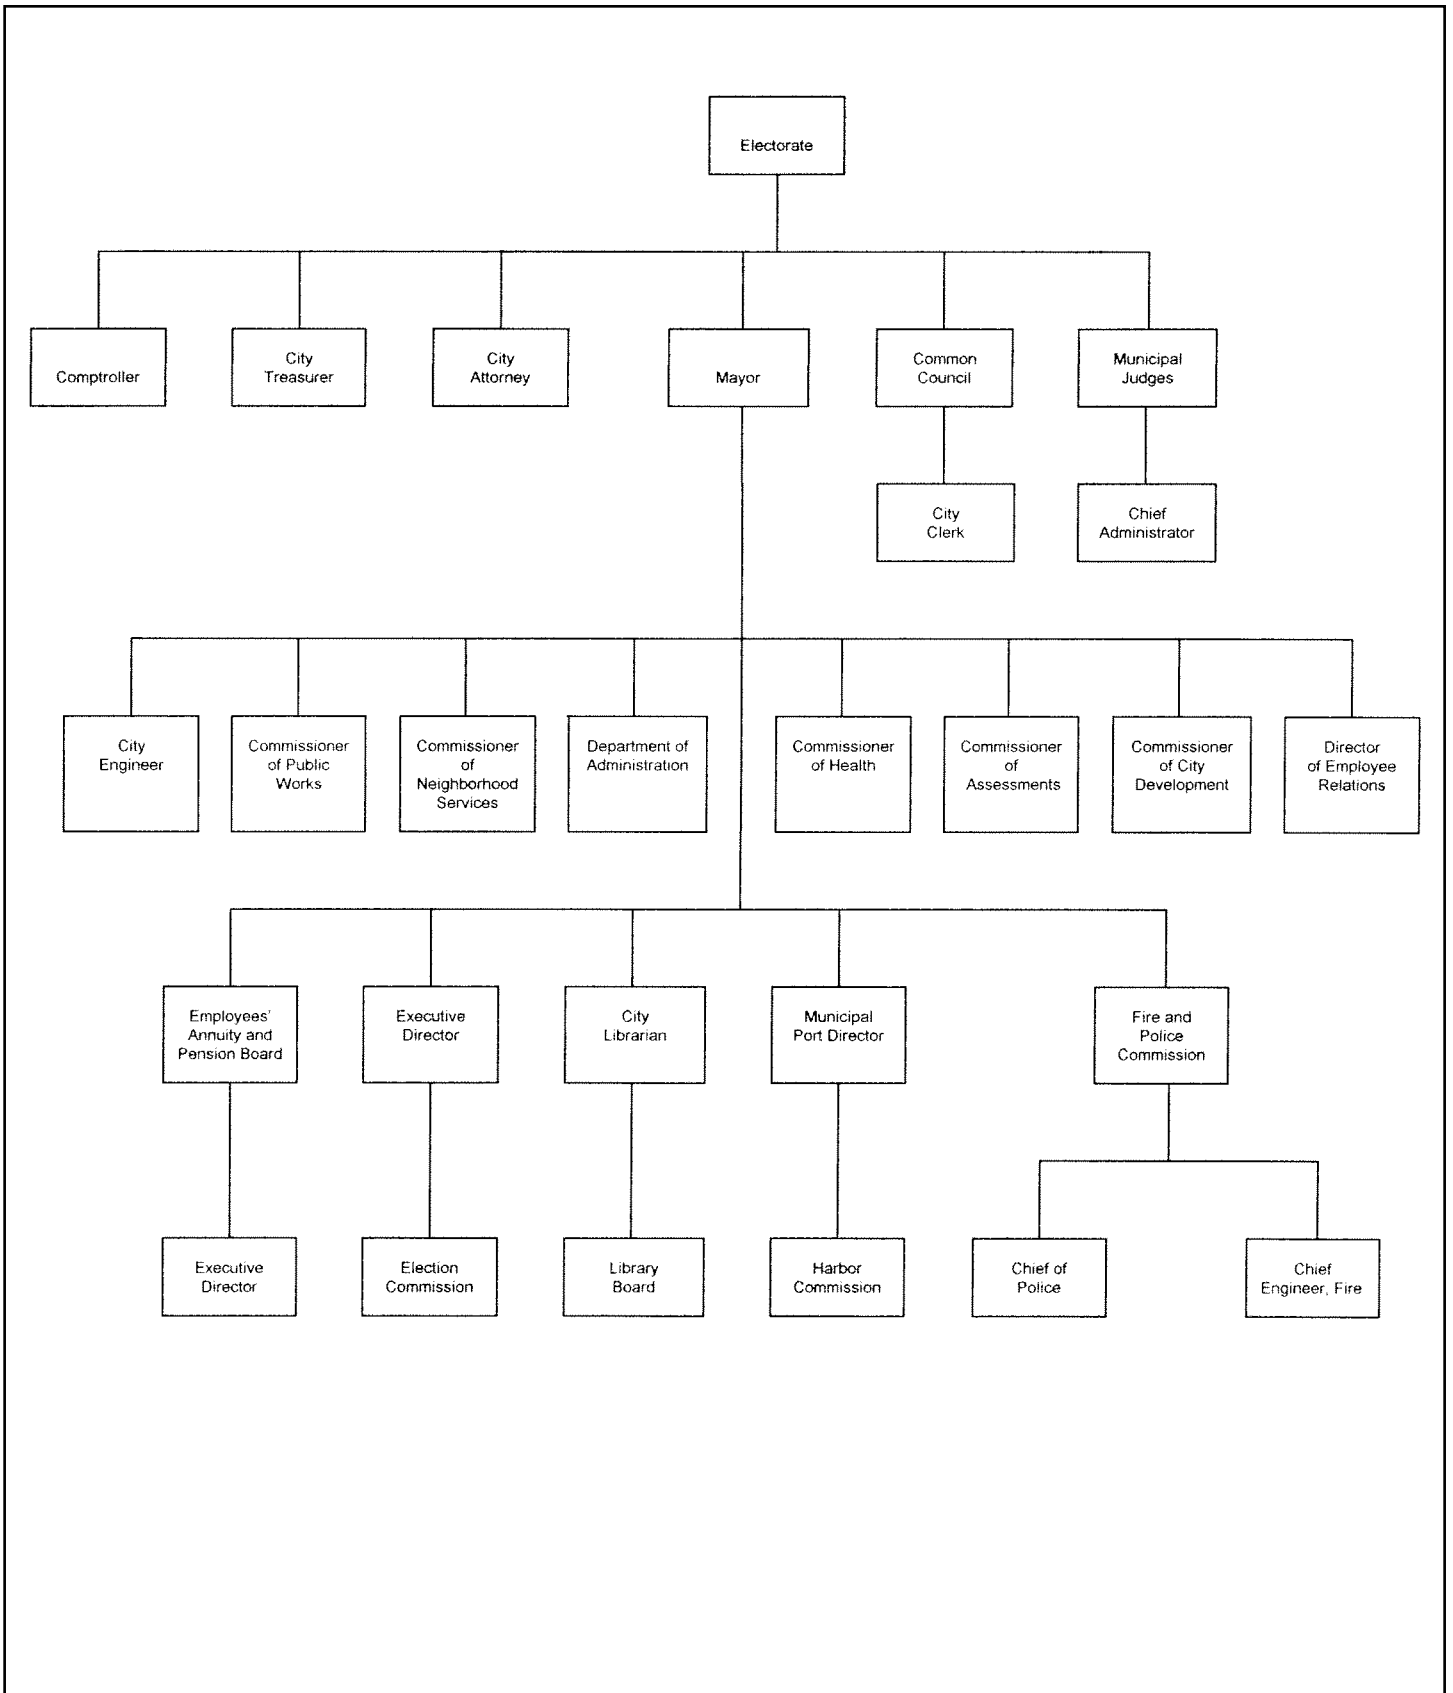 Electorate
Comptroller
City
Treasurer
City
Attorney
Mayor
Common
Council
Municipal
Judges
City
Clerk
Chief
Administrator
City
Engineer
Commissioner
of Public
Works
Commissioner
of
Neighborhood
Services
Department of
Administration
Commissioner
of Health
Commissioner
of
Assessments
Commissioner
of City
Development
Director
of Employee
Relations
Employees'
Annuity and
Pension Board
Executive
Director
City
Librarian
Municipal
Port Director
Fire and
Police
Commission
Executive
Director
Election
Commission
Library
Board
Harbor
Commission
Chief of
Police
Chief
Engineer, Fire